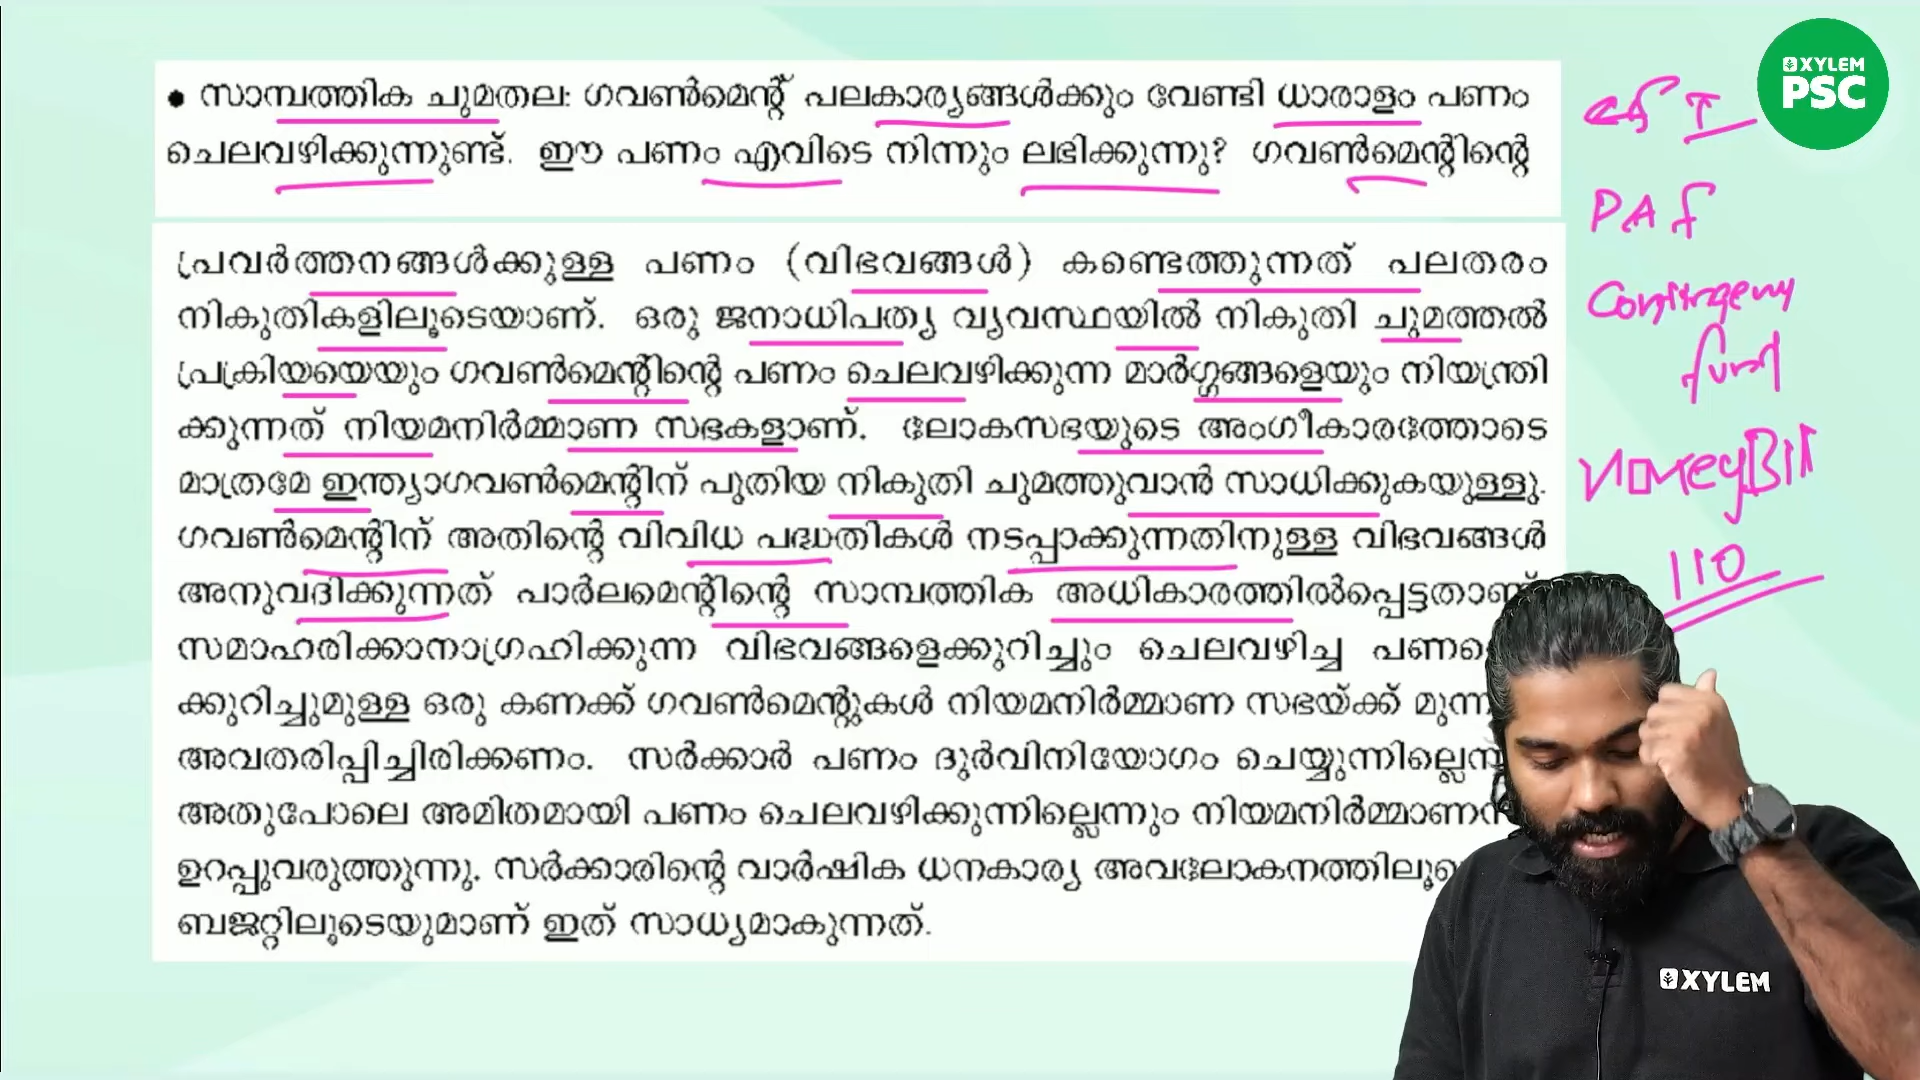 • സാമ്പത്തിക ചുമതല: ഗവൺമെന്റ് പലകാര്യങ്ങൾക്കും വേണ്ടി ധാരാളം പണം
ചെലവഴിക്കുന്നുണ്ട്. ഈ പണം എവിടെ നിന്നും ലഭിക്കുന്നു? ഗവൺമെന്റിന്റെ
പ്രവർത്തനങ്ങൾക്കുള്ള പണം (വിഭവങ്ങൾ) കണ്ടെത്തുന്നത് പലതരം
നികുതികളിലൂടെയാണ്. ഒരു ജനാധിപത്യ വ്യവസ്ഥയിൽ നികുതി ചുമത്തൽ
പ്രക്രിയയെയും ഗവൺമെന്റിന്റെ പണം ചെലവഴിക്കുന്ന മാർഗ്ഗങ്ങളെയും നിയന്ത്രി
ക്കുന്നത് നിയമനിർമ്മാണ സഭകളാണ്. ലോകസഭയുടെ അംഗീകാരത്തോടെ
മാത്രമേ ഇന്ത്യാഗവൺമെന്റിന് പുതിയ നികുതി ചുമത്തുവാൻ സാധിക്കുകയുള്ളു.
ഗവൺമെന്റിന് അതിന്റെ വിവിധ പദ്ധതികൾ നടപ്പാക്കുന്നതിനുള്ള വിഭവങ്ങൾ
അനുവദിക്കുന്നത് പാർലമെന്റിന്റെ സാമ്പത്തിക അധികാരത്തിൽപ്പെട്ടതാണ്
സമാഹരിക്കാനാഗ്രഹിക്കുന്ന വിഭവങ്ങളെക്കുറിച്ചും ചെലവഴിച്ച
ക്കുറിച്ചുമുള്ള ഒരു കണക്ക് ഗവൺമെന്റുകൾ നിയമനിർമ്മാണ സഭയ്ക്ക്
അവതരിപ്പിച്ചിരിക്കണം. സർക്കാർ പണം ദുർവിനിയോഗം
അതുപോലെ അമിതമായി പണം ചെലവഴിക്കുന്നില്ലെന്നും
ഉറപ്പുവരുത്തുന്നു. സർക്കാരിന്റെ വാർഷിക ധനകാര്യ
ബജറ്റിലൂടെയുമാണ് ഇത് സാധ്യമാകുന്നത്.
PAF
fund
Money Bill
110
XYLEM
PSC
XYLEM